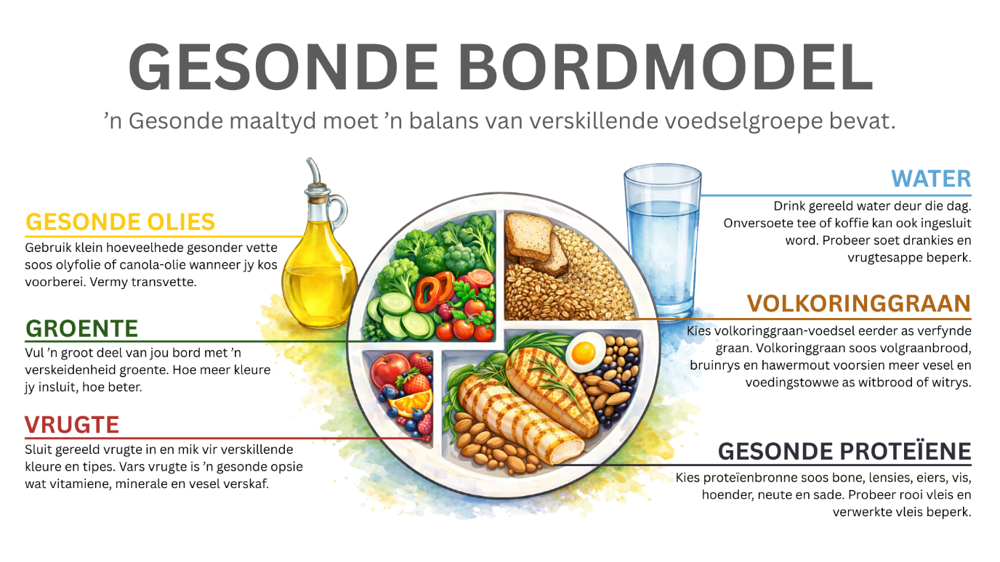 GESONDE BORDMODEL
’n Gesonde maaltyd moet ’n balans van verskillende voedselgroepe bevat.
GESONDE OLIES
Gebruik klein hoeveelhede gesonder vette
soos olyfolie of canola-olie wanneer jy kos
voorberei. Vermy transvette.
GROENTE
Vul ’n groot deel van jou bord met ’n
verskeidenheid groente. Hoe meer kleure
jy insluit, hoe beter.
VRUGTE
Sluit gereeld vrugte in en mik vir verskillende
kleure en tipes. Vars vrugte is ’n gesonde opsie
wat vitamiene, minerale en vesel verskaf.
WATER
Drink gereeld water deur die dag.
Onversoete tee of koffie kan ook ingesluit
word. Probeer soet drankies en
vrugtesappe beperk.
VOLKORINGGRAAN
Kies volkoringgraan-voedsel eerder as verfynde
graan. Volkoringgraan soos volgraanbrood,
bruinrys en hawermout voorsien meer vesel en
voedingstowwe as witbrood of witrys.
GESONDE PROTEÏENE
Kies proteïenbronne soos bone, lensies, eiers, vis,
hoender, neute en sade. Probeer rooi vleis en
verwerkte vleis beperk.